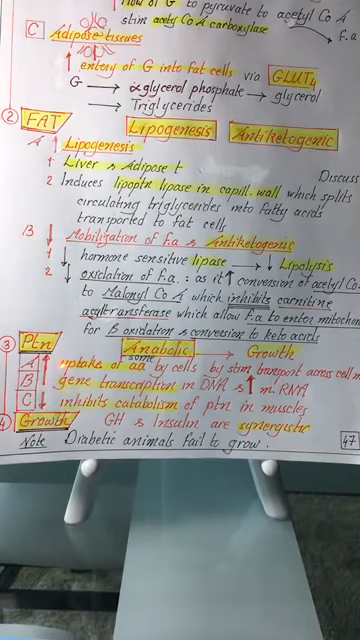 flow of G to pyruvate to acetyl Co A
stim acety Co A carboxylase
F.a
C Adipose tissues
↑ entery of G into fat cells via GLUT4
G → α glycerol phosphate → glycerol
→ Triglycerides
2 FAT Lipogenesis Antiketogenic
A ↑ Lipogenesis
1 Liver & Adipose t
Discuss
2 Induces lipoptn lipase in capill. wall which splits
circulating triglycerides into fatty acids
transported to fat cells
B ↓ Mobilization of F.a & Antiketogenic
1 ↓ hormone sensitive lipase → ↓ Lipolysis
2 ↓ oxidation of F.a. : as it ↑ conversion of acetyl Co
to Malonyl Co A which inhibits carnitine
acyltransferase which allow F.a to enter mitochon
for B oxidation & conversion to keto acids
3 Ptn Anabolic → Growth
A ↑ uptake of some aa by cells by stim transport across cell m
B gene transcription in DNA & ↑ m. RNA
C inhibits catabolism of ptn in muscles
4 Growth GH & Insulin are synergistic
Note Diabetic animals fail to grow.
47